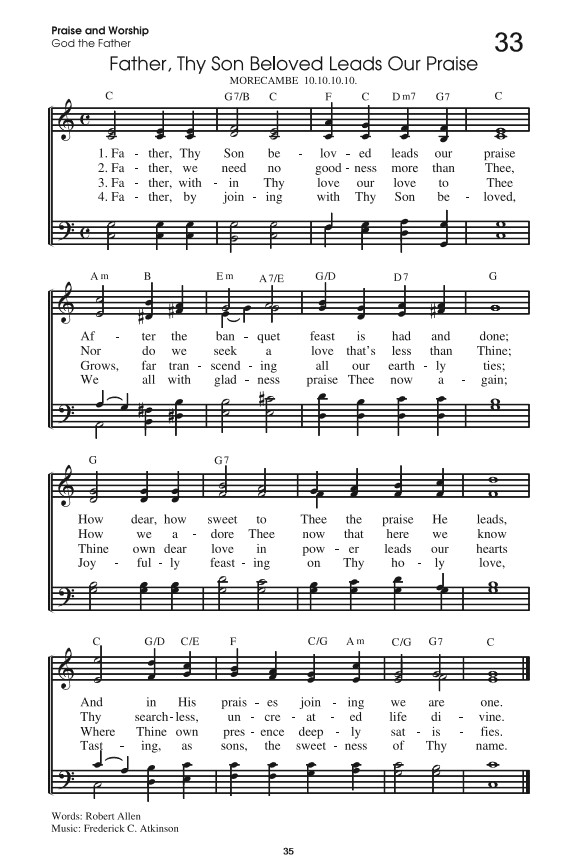 Praise and Worship
God the Father
33
Father, Thy Son Beloved Leads Our Praise
MORECAMBE 10.10.10.10.
C G7/B C F C Dm7 G7 C
1. Fa - ther, Thy Son be - lov - ed leads our praise
2. Fa - ther, we need no good - ness more than Thee,
3. Fa - ther, with - in Thy love our love to Thee
4. Fa - ther, by join - ing with Thy Son be - loved,
Am B Em A7/E G/D D7 G
Af - ter the ban - quet feast is had and done;
Nor do we seek a love that's less than Thine;
Grows, far tran - scend - ing all our earth - ly ties;
We all with glad - ness praise Thee now a - gain;
G G7
How dear, how sweet to Thee the praise He leads,
How we a - dore Thee now that here we know
Thine own dear love in pow - er leads our hearts
Joy - ful - ly feast - ing on Thy ho - ly love,
C G/D C/E F C/G Am C/G G7 C
And in His prais - es join - ing we are one.
Thy search - less, un - cre - at - ed life di - vine.
Where Thine own pres - ence deep - ly sat - is - fies.
Tast - ing, as sons, the sweet - ness of Thy name.
Words: Robert Allen
Music: Frederick C. Atkinson
35